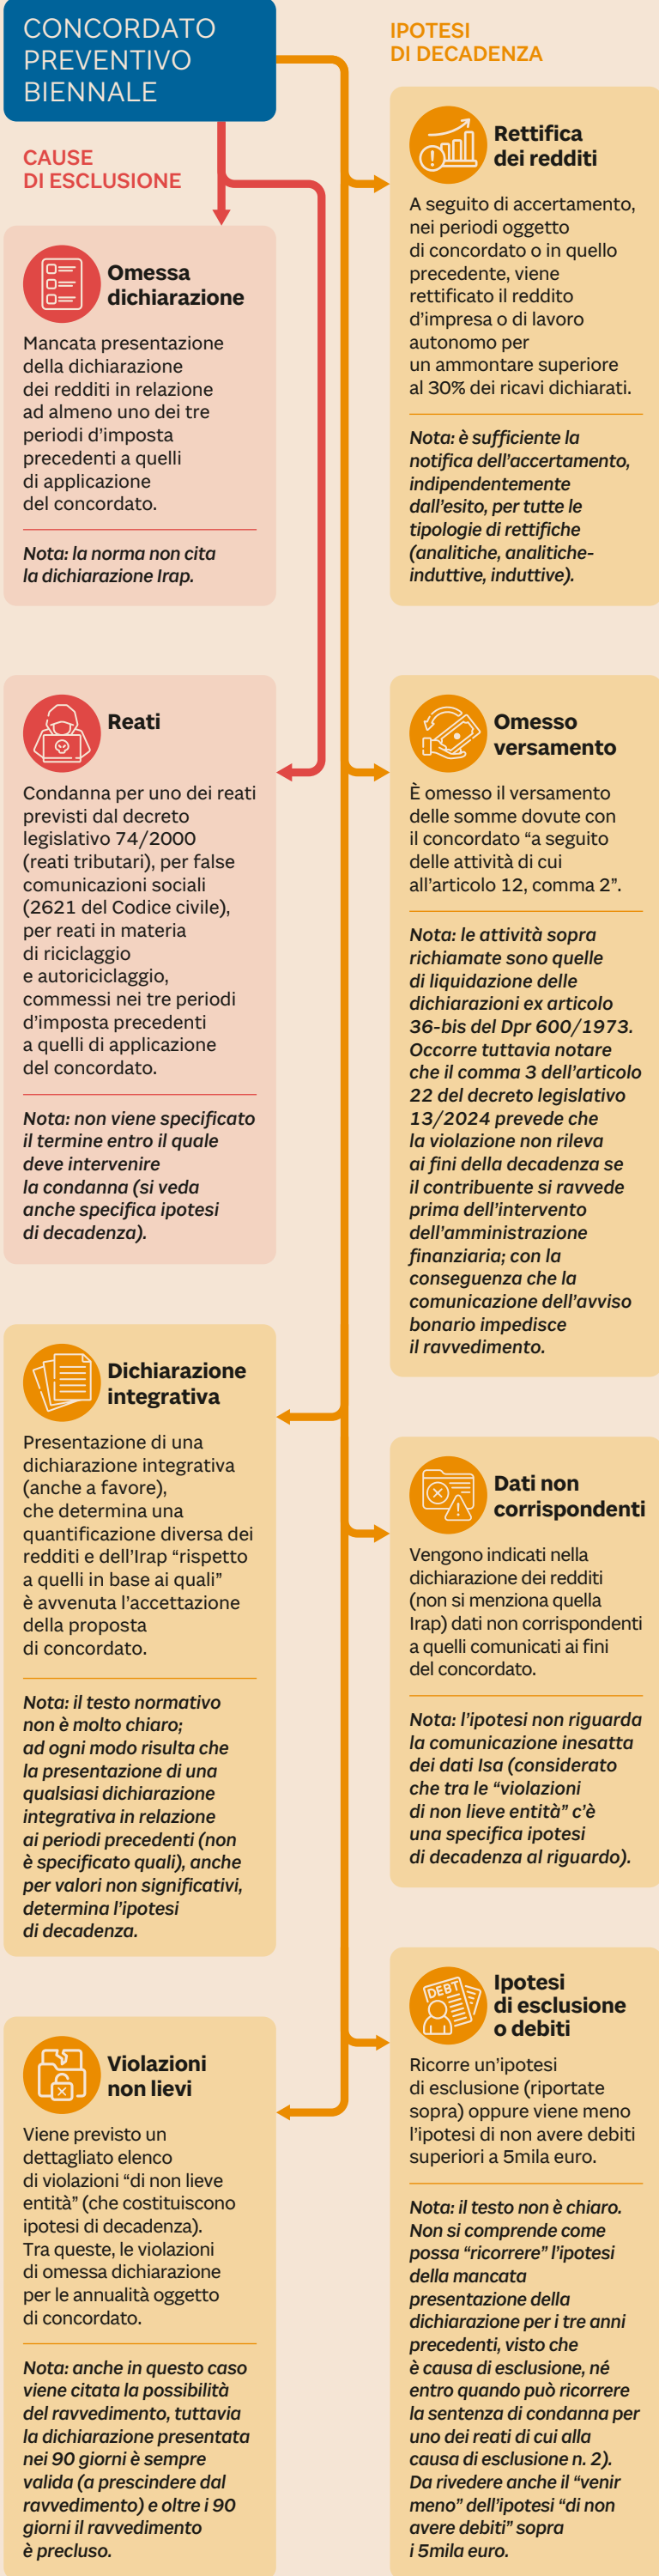 CONCORDATO
PREVENTIVO
BIENNALE
CAUSE
DI ESCLUSIONE
Omessa
dichiarazione
Mancata presentazione
della dichiarazione
dei redditi in relazione
ad almeno uno dei tre
periodi d'imposta
precedenti a quelli
di applicazione
del concordato.
Nota: la norma non cita
la dichiarazione Irap.
Reati
Condanna per uno dei reati
previsti dal decreto
legislativo 74/2000
(reati tributari), per false
comunicazioni sociali
(2621 del Codice civile),
per reati in materia
di riciclaggio
e autoriciclaggio,
commessi nei tre periodi
d'imposta precedenti
a quelli di applicazione
del concordato.
Nota: non viene specificato
il termine entro il quale
deve intervenire
la condanna (si veda
anche specifica ipotesi
di decadenza).
IPOTESI
DI DECADENZA
Rettifica
dei redditi
A seguito di accertamento,
nei periodi oggetto
di concordato o in quello
precedente, viene
rettificato il reddito
d'impresa o di lavoro
autonomo per
un ammontare superiore
al 30% dei ricavi dichiarati.
Nota: è sufficiente la
notifica dell'accertamento,
indipendentemente
dall'esito, per tutte le
tipologie di rettifiche
(analitiche, analitiche-
induttive, induttive).
Omesso
versamento
È omesso il versamento
delle somme dovute con
il concordato “a seguito
delle attività di cui
all'articolo 12, comma 2”.
Nota: le attività sopra
richiamate sono quelle
di liquidazione delle
dichiarazioni ex articolo
36-bis del Dpr 600/1973.
Occorre tuttavia notare
che il comma 3 dell'articolo
22 del decreto legislativo
13/2024 prevede che
la violazione non rileva
ai fini della decadenza se
il contribuente si ravvede
prima dell'intervento
dell'amministrazione
finanziaria; con la
conseguenza che la
comunicazione dell'avviso
bonario impedisce
il ravvedimento.
Dichiarazione
integrativa
Presentazione di una
dichiarazione integrativa
(anche a favore),
che determina una
quantificazione diversa dei
redditi e dell'Irap “rispetto
a quelli in base ai quali”
è avvenuta l'accettazione
della proposta
di concordato.
Nota: il testo normativo
non è molto chiaro;
ad ogni modo risulta che
la presentazione di una
qualsiasi dichiarazione
integrativa in relazione
ai periodi precedenti (non
è specificato quali), anche
per valori non significativi,
determina l'ipotesi
di decadenza.
Dati non
corrispondenti
Vengono indicati nella
dichiarazione dei redditi
(non si menziona quella
Irap) dati non corrispondenti
a quelli comunicati ai fini
del concordato.
Nota: l'ipotesi non riguarda
la comunicazione inesatta
dei dati Isa (considerato
che tra le “violazioni
di non lieve entità” c'è
una specifica ipotesi
di decadenza al riguardo).
Violazioni
non lievi
Viene previsto un
dettagliato elenco
di violazioni “di non lieve
entità” (che costituiscono
ipotesi di decadenza).
Tra queste, le violazioni
di omessa dichiarazione
per le annualità oggetto
di concordato.
Nota: anche in questo caso
viene citata la possibilità
del ravvedimento, tuttavia
la dichiarazione presentata
nei 90 giorni è sempre
valida (a prescindere dal
ravvedimento) e oltre i 90
giorni il ravvedimento
è precluso.
DEBT
Ipotesi
di esclusione
o debiti
Ricorre un'ipotesi
di esclusione (riportate
sopra) oppure viene meno
l'ipotesi di non avere debiti
superiori a 5mila euro.
Nota: il testo non è chiaro.
Non si comprende come
possa “ricorrere” l'ipotesi
della mancata
presentazione della
dichiarazione per i tre anni
precedenti, visto che
è causa di esclusione, né
entro quando può ricorrere
la sentenza di condanna per
uno dei reati di cui alla
causa di esclusione n. 2).
Da rivedere anche il “venir
meno” dell'ipotesi “di non
avere debiti” sopra
i 5mila euro.